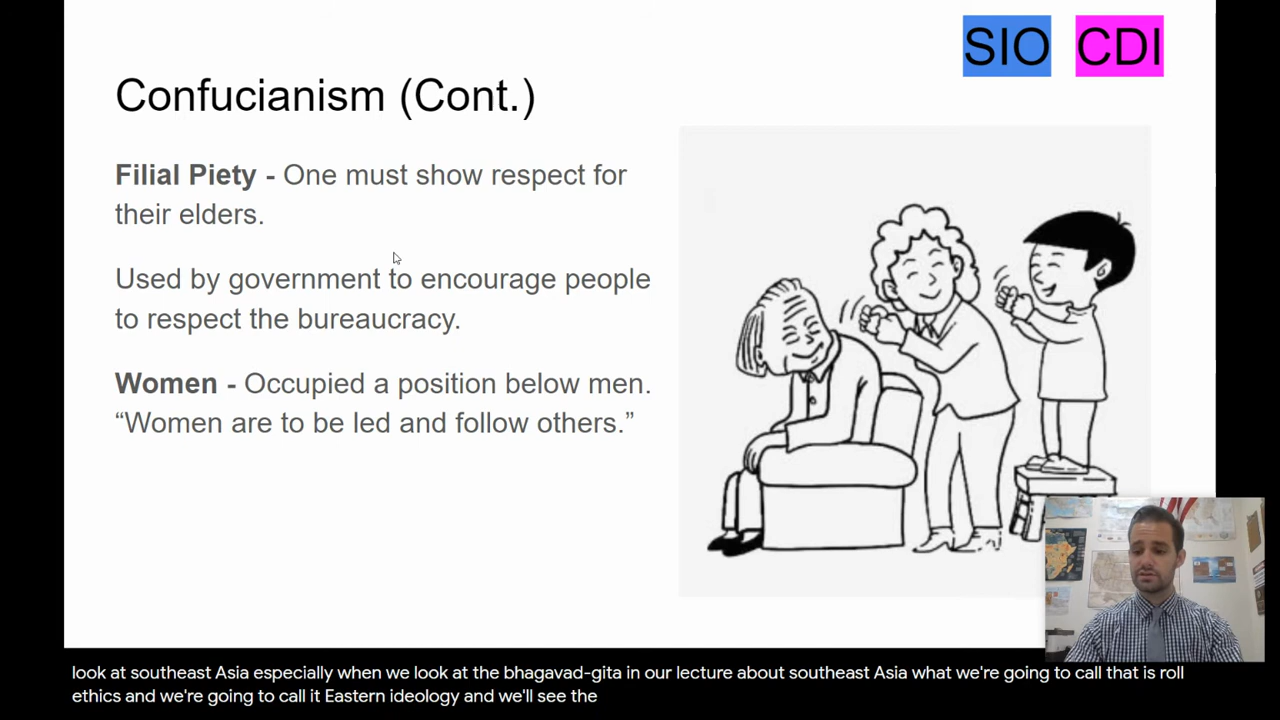 SIO CDI
Confucianism (Cont.)
Filial Piety - One must show respect for
their elders.
Used by government to encourage people
to respect the bureaucracy.
Women - Occupied a position below men.
“Women are to be led and follow others.”
look at southeast Asia especially when we look at the bhagavad-gita in our lecture about southeast Asia what we're going to call that is roll
ethics and we're going to call it Eastern ideology and we'll see the